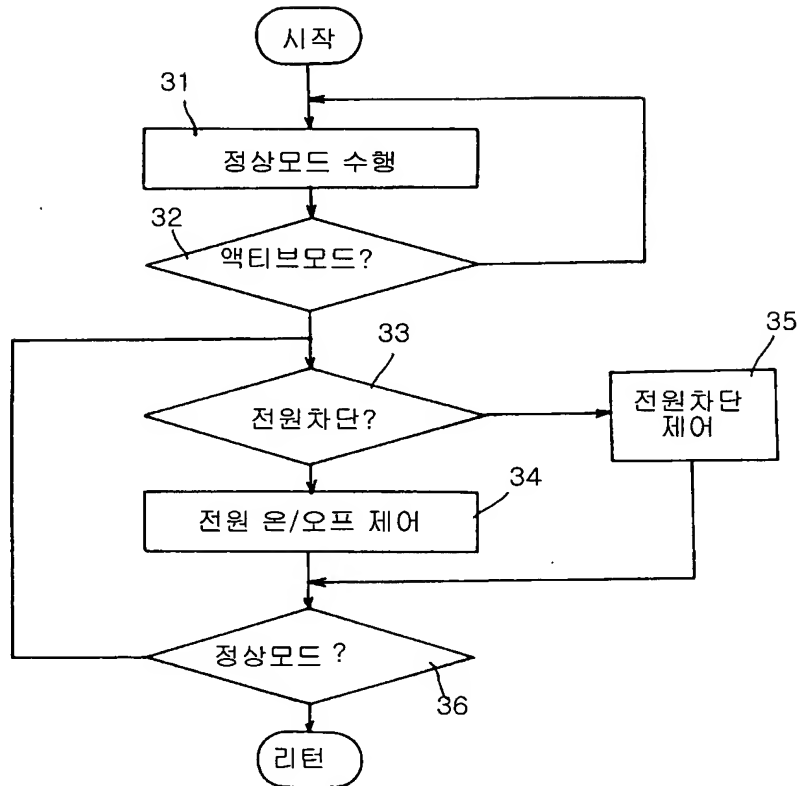 시작
31
정상모드 수행
32
액티브모드?
33
전원차단?
35
전원차단
제어
34
전원 온/오프 제어
정상모드 ?
36
리턴